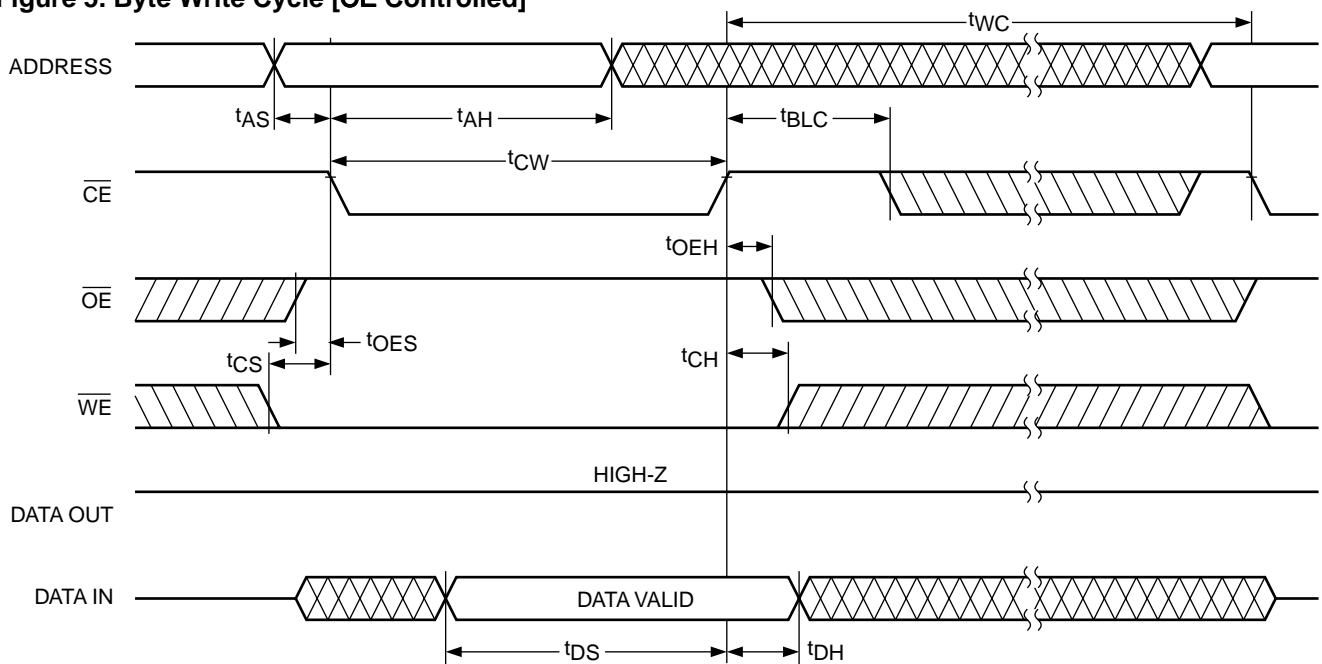 Figure 5. Byte Write Cycle [OE Controlled]
tWC
ADDRESS
tAS
tAH
tBLC
tCW
CE
tOEH
OE
tOES
tCS
tCH
WE
HIGH-Z
DATA OUT
DATA IN
DATA VALID
tDS
tDH